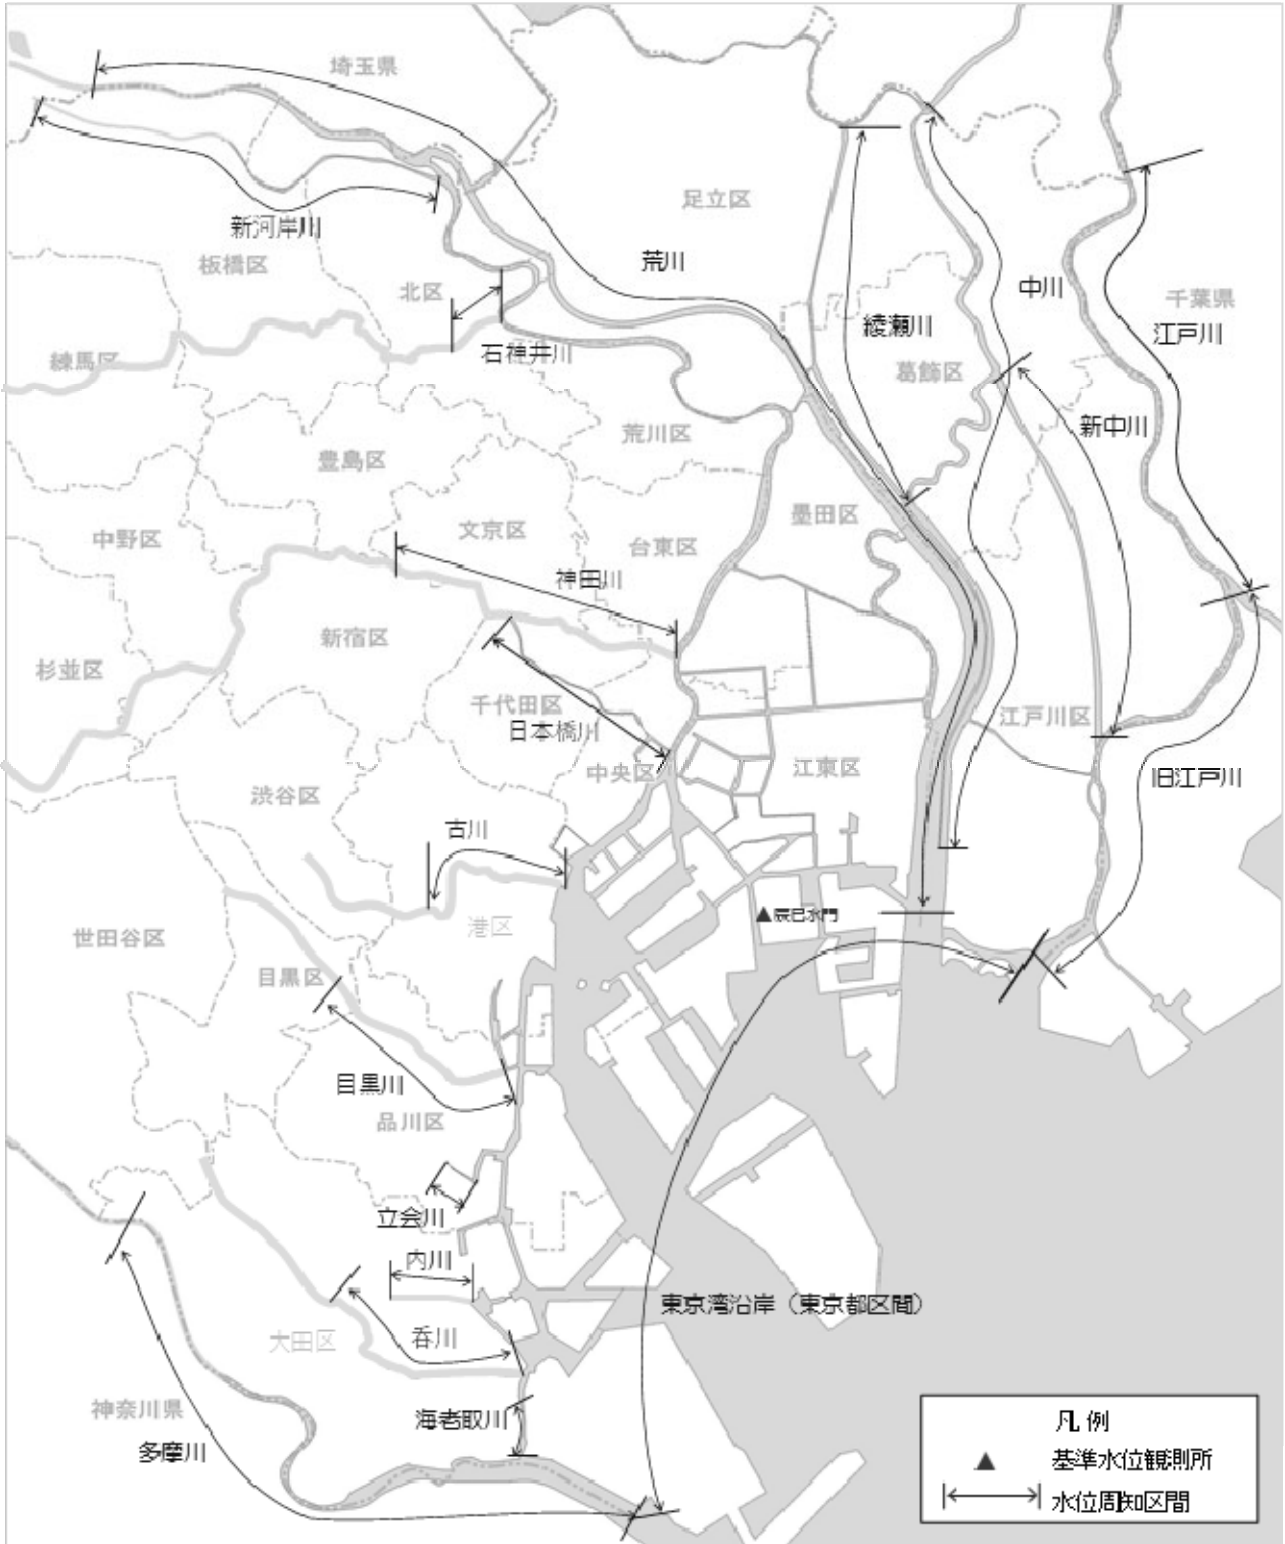 埼玉県
足立区
新河岸川
板橋区
荒川
北区
中川
千葉県
綾瀬川
江戸川
石神井川
練馬区
葛飾区
新中川
荒川区
豊島区
墨田区
文京区
中野区
台東区
神田川
新宿区
杉並区
千代田区
江戸川区
日本橋川
中央区
江東区
旧江戸川
渋谷区
古川
▲辰巳水門
港区
世田谷区
目黒区
目黒川
品川区
立会川
内川
東京湾沿岸（東京都区間）
呑川
大田区
神奈川県
海老取川
多摩川
凡例
▲ 基準水位観測所
水位周知区間